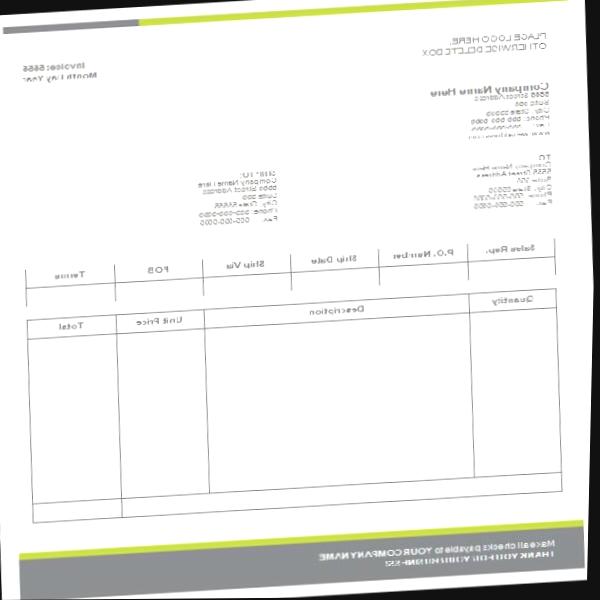 PLACE LOGO HERE,
OTHERWISE DELETE BOX
Invoice: 5555
Month Day Year
Company Name Here
5555 Street Address
Suite 555
City, State 55555
Phone: 555-555-5555
TO
Company Name Here
5555 Street Address
Suite 555
City, State 55555
Phone: 555-555-5555
Fax: 555-555-5555
SHIP TO:
Company Name Here
5555 Street Address
Suite 555
City, State 55555
Phone: 555-555-5555
Fax: 555-555-5555
Sales Rep. P.O. Number Ship Date Ship Via FOB Terms
Quantity Description Unit Price Total
Make all checks payable to YOUR COMPANY NAME
THANK YOU FOR YOUR BUSINESS!